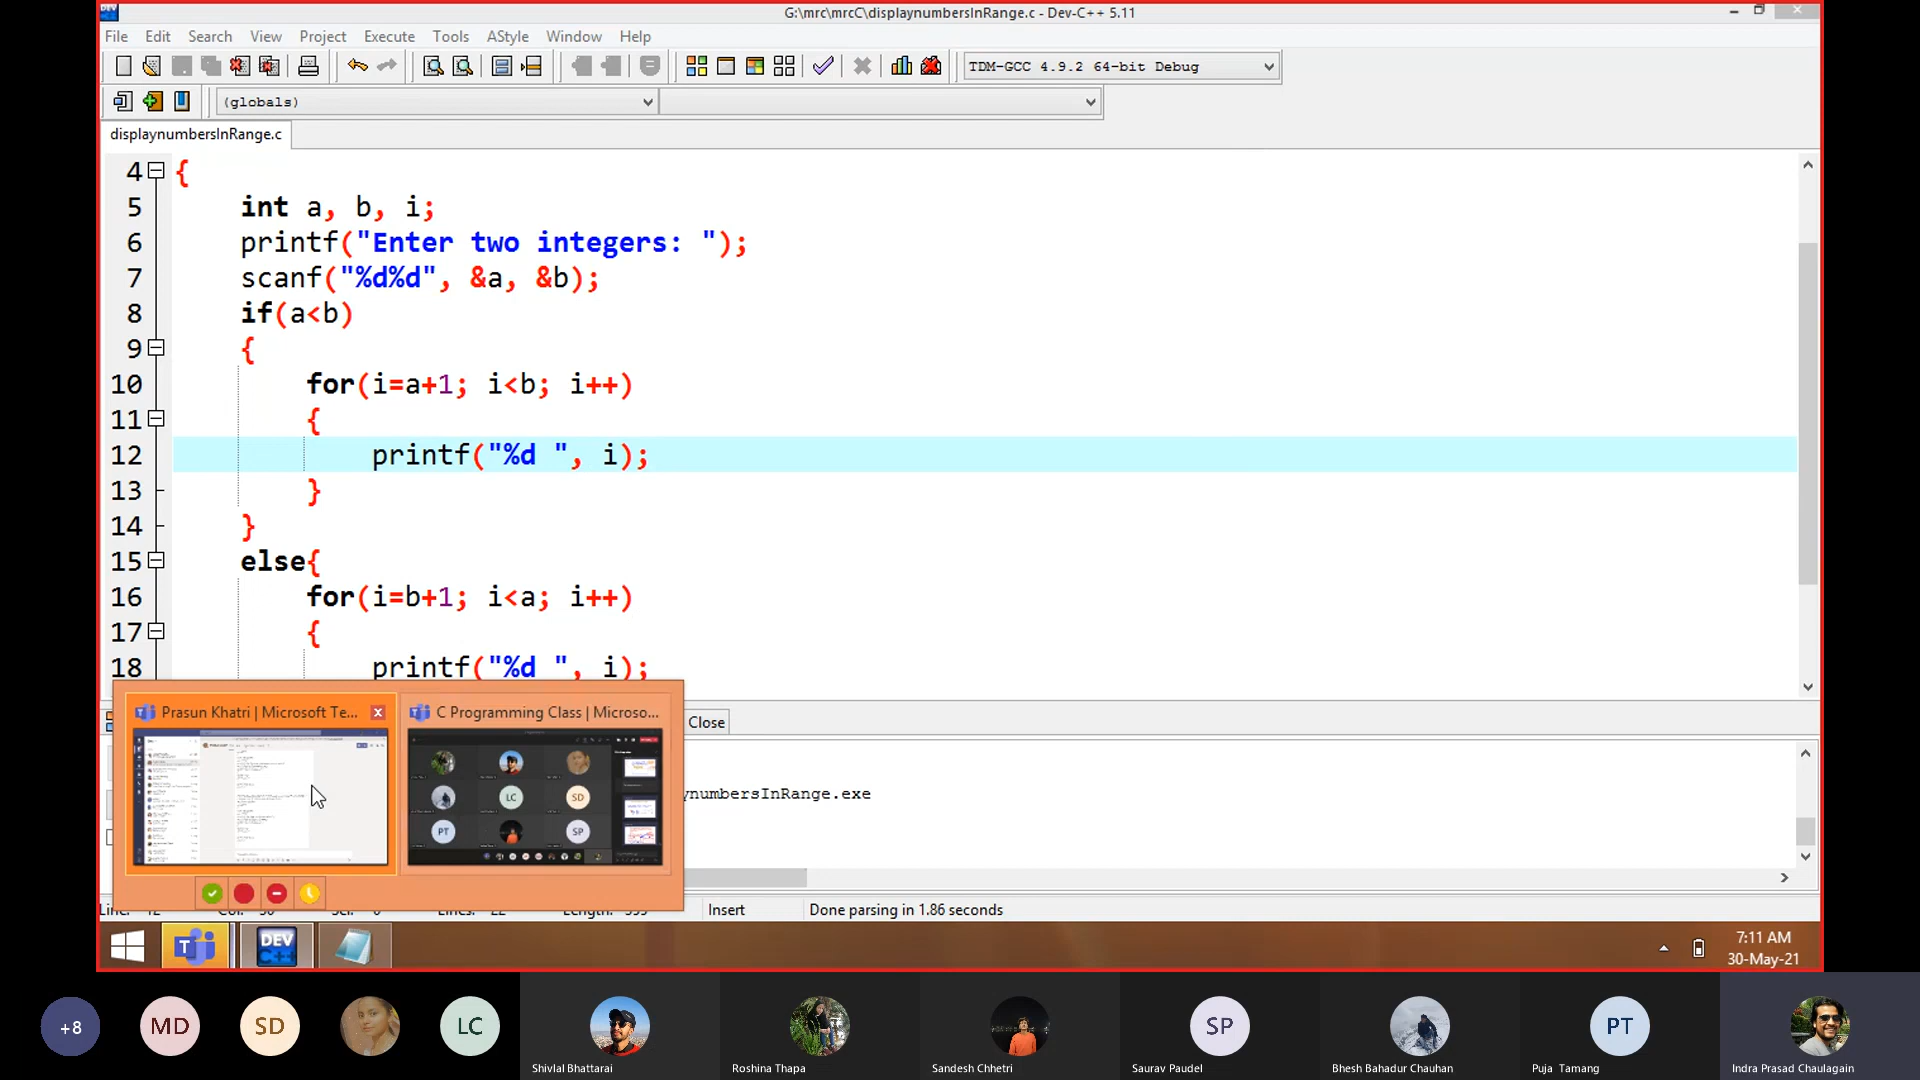 G:\mrc\mrcC\displaynumbersInRange.c - Dev-C++ 5.11
File Edit Search View Project Execute Tools AStyle Window Help
TDM-GCC 4.9.2 64-bit Debug
(globals)
displaynumbersInRange.c
4 {
5 int a, b, i;
6 printf("Enter two integers: ");
7 scanf("%d%d", &a, &b);
8 if(a<b)
9 {
10 for(i=a+1; i<b; i++)
11 {
12 printf("%d ", i);
13 }
14 }
15 else{
16 for(i=b+1; i<a; i++)
17 {
18 printf("%d ", i);
Prasun Khatri | Microsoft Te...
C Programming Class | Microso...
Close
LC
SD
PT
SP
ynumbersInRange.exe
Insert
Done parsing in 1.86 seconds
DEV C++
7:11 AM
30-May-21
+8
MD
SD
LC
SP
PT
Shivlal Bhattarai
Roshina Thapa
Sandesh Chhetri
Saurav Paudel
Bhesh Bahadur Chauhan
Puja Tamang
Indra Prasad Chaulagain